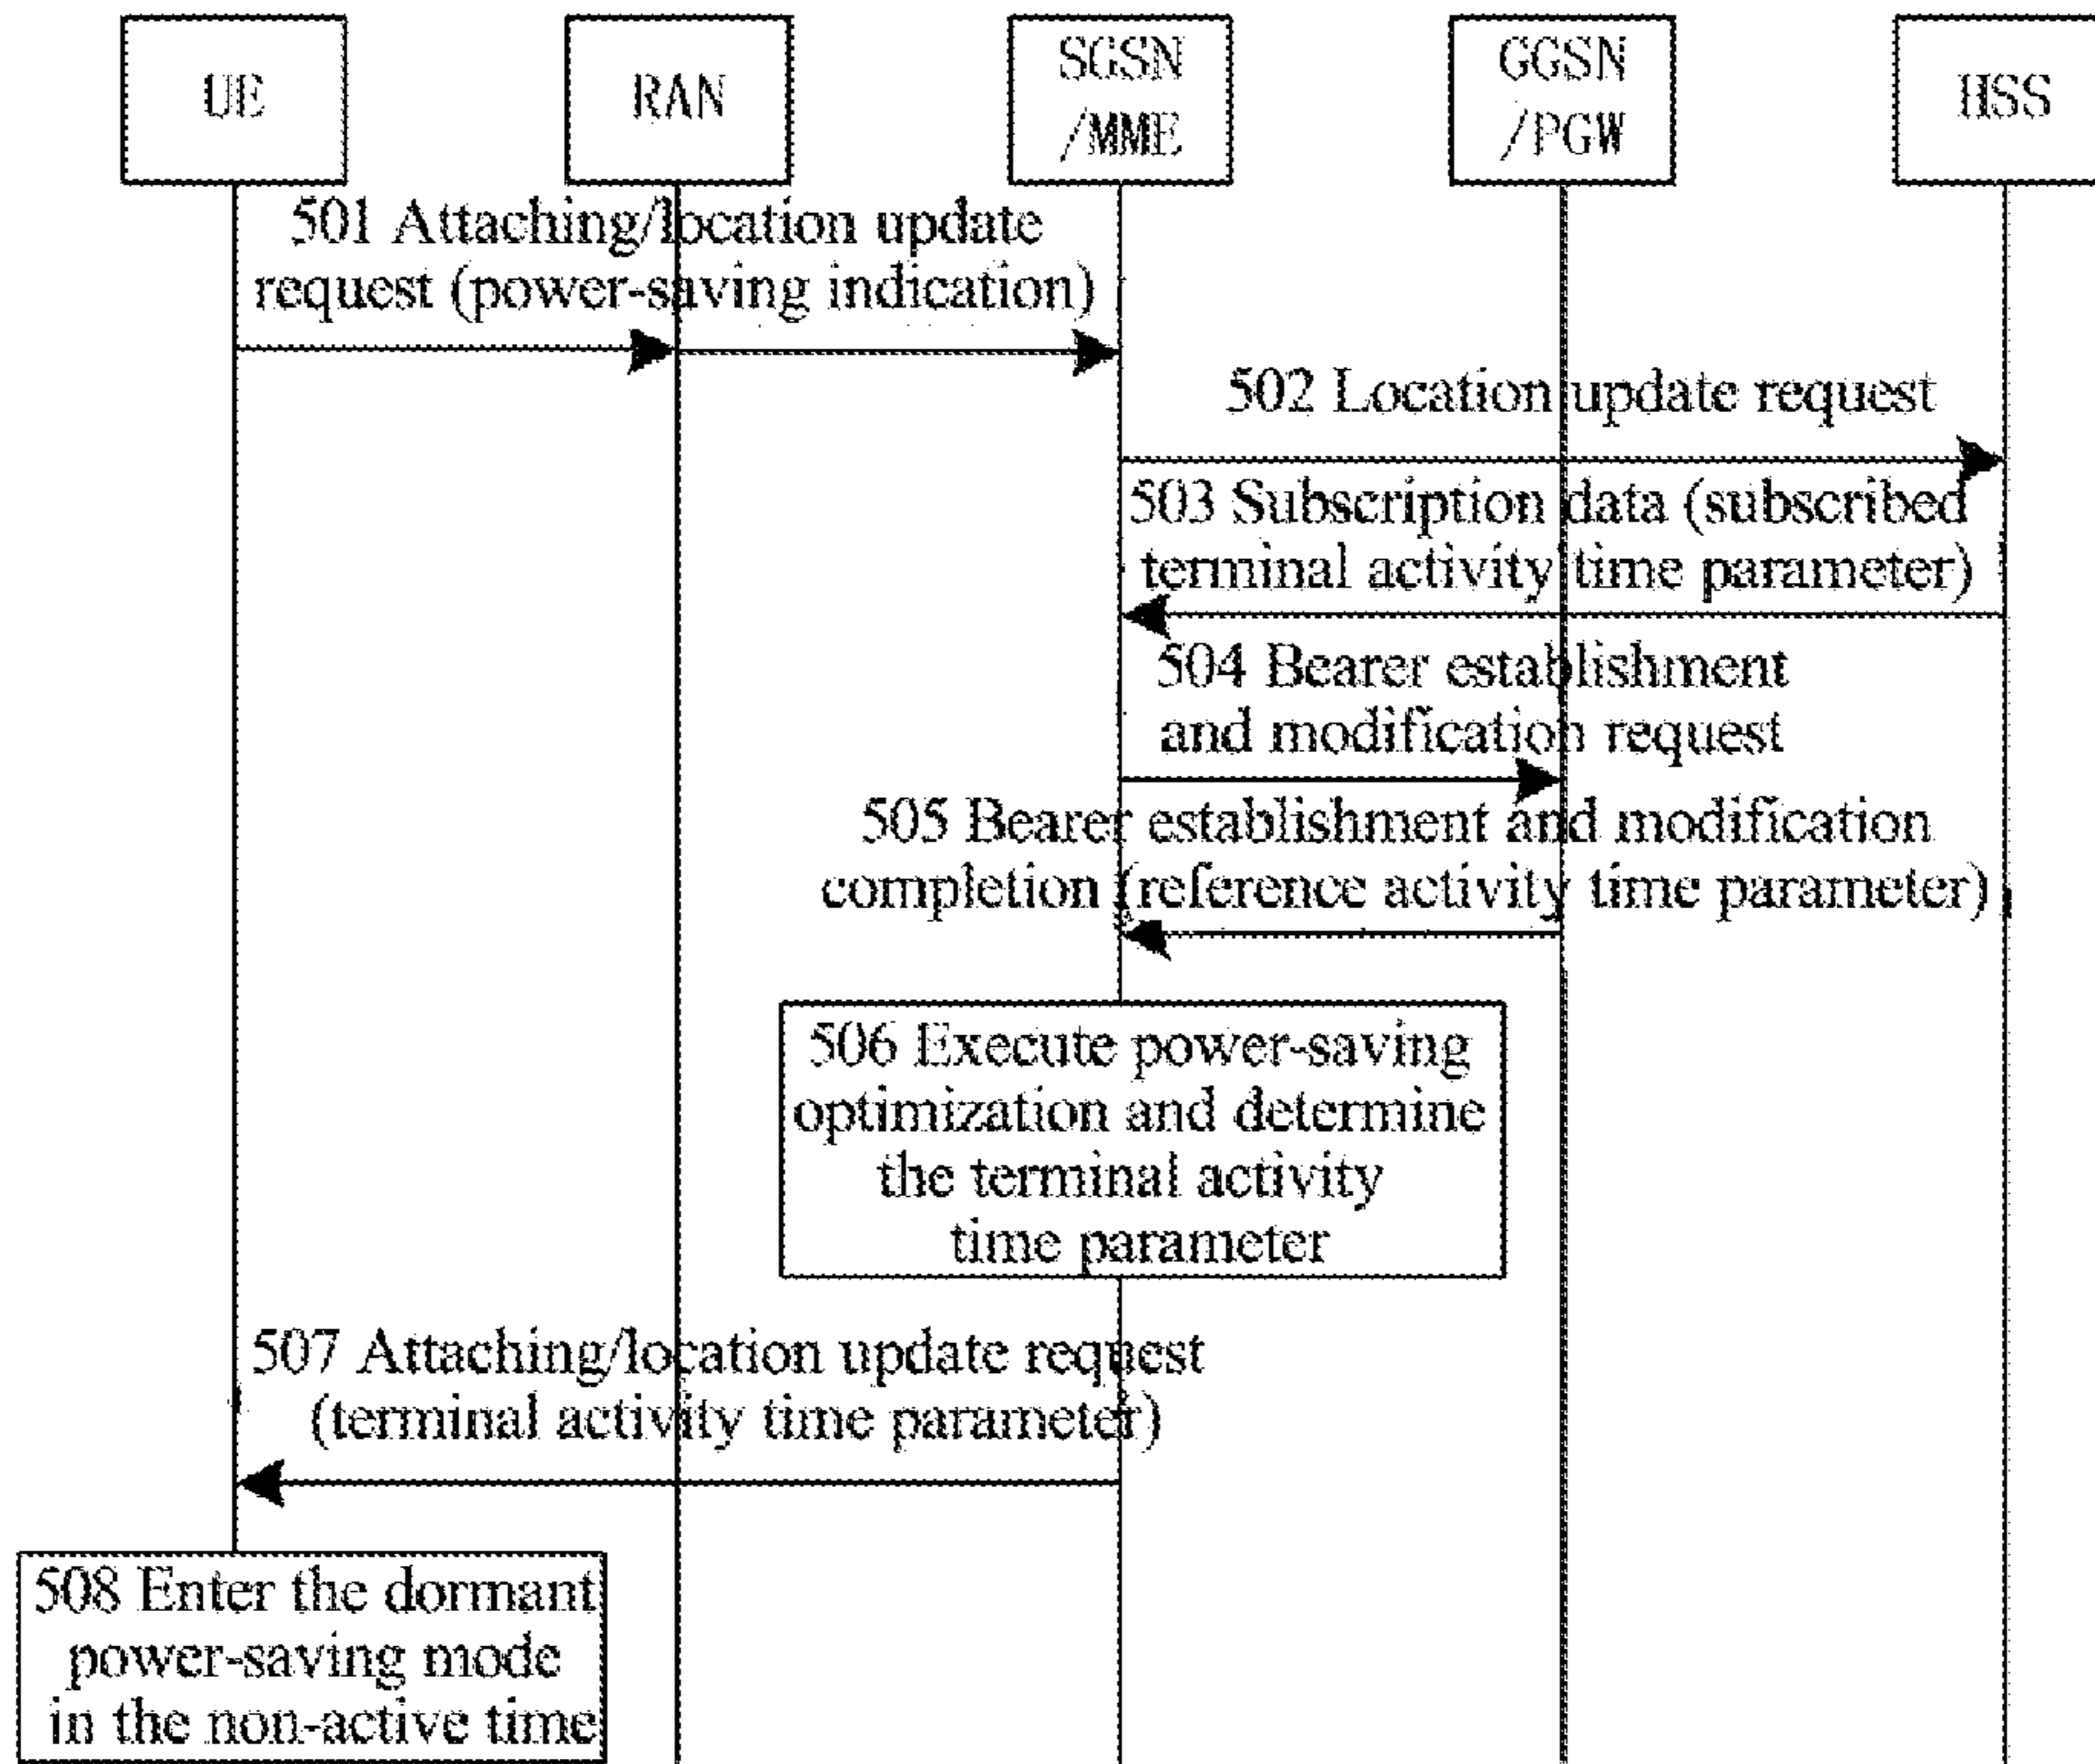 UE
RAN
SGSN
/MME
GGSN
/PGW
HSS
501 Attaching/location update
request (power-saving indication)
502 Location update request
503 Subscription data (subscribed
terminal activity time parameter)
504 Bearer establishment
and modification request
505 Bearer establishment and modification
completion (reference activity time parameter)
506 Execute power-saving
optimization and determine
the terminal activity
time parameter
507 Attaching/location update request
(terminal activity time parameter)
508 Enter the dormant
power-saving mode
in the non-active time